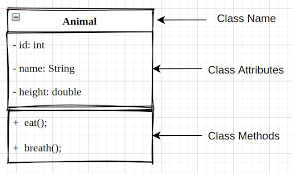 Animal
Class Name
- id: int
- name: String
Class Attributes
- height: double
+ eat();
Class Methods
+ breath();